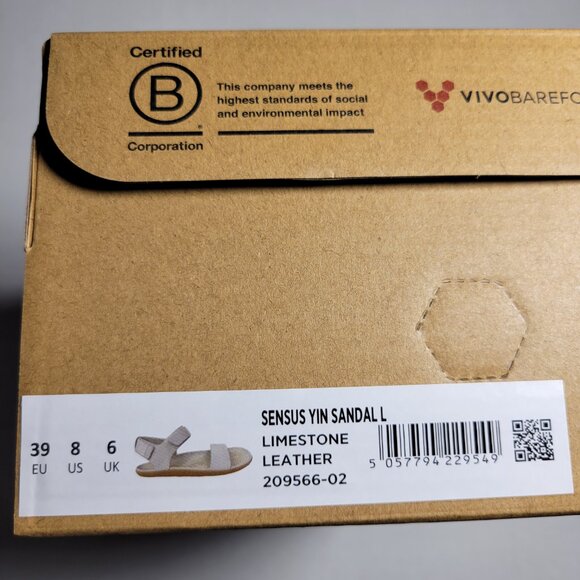 Certified
B
Corporation
This company meets the
highest standards of social
and environmental impact
VIVOBAREFO
39 8 6
EU US UK
SENSUS YIN SANDAL L
LIMESTONE
LEATHER
209566-02
5 057794 229549